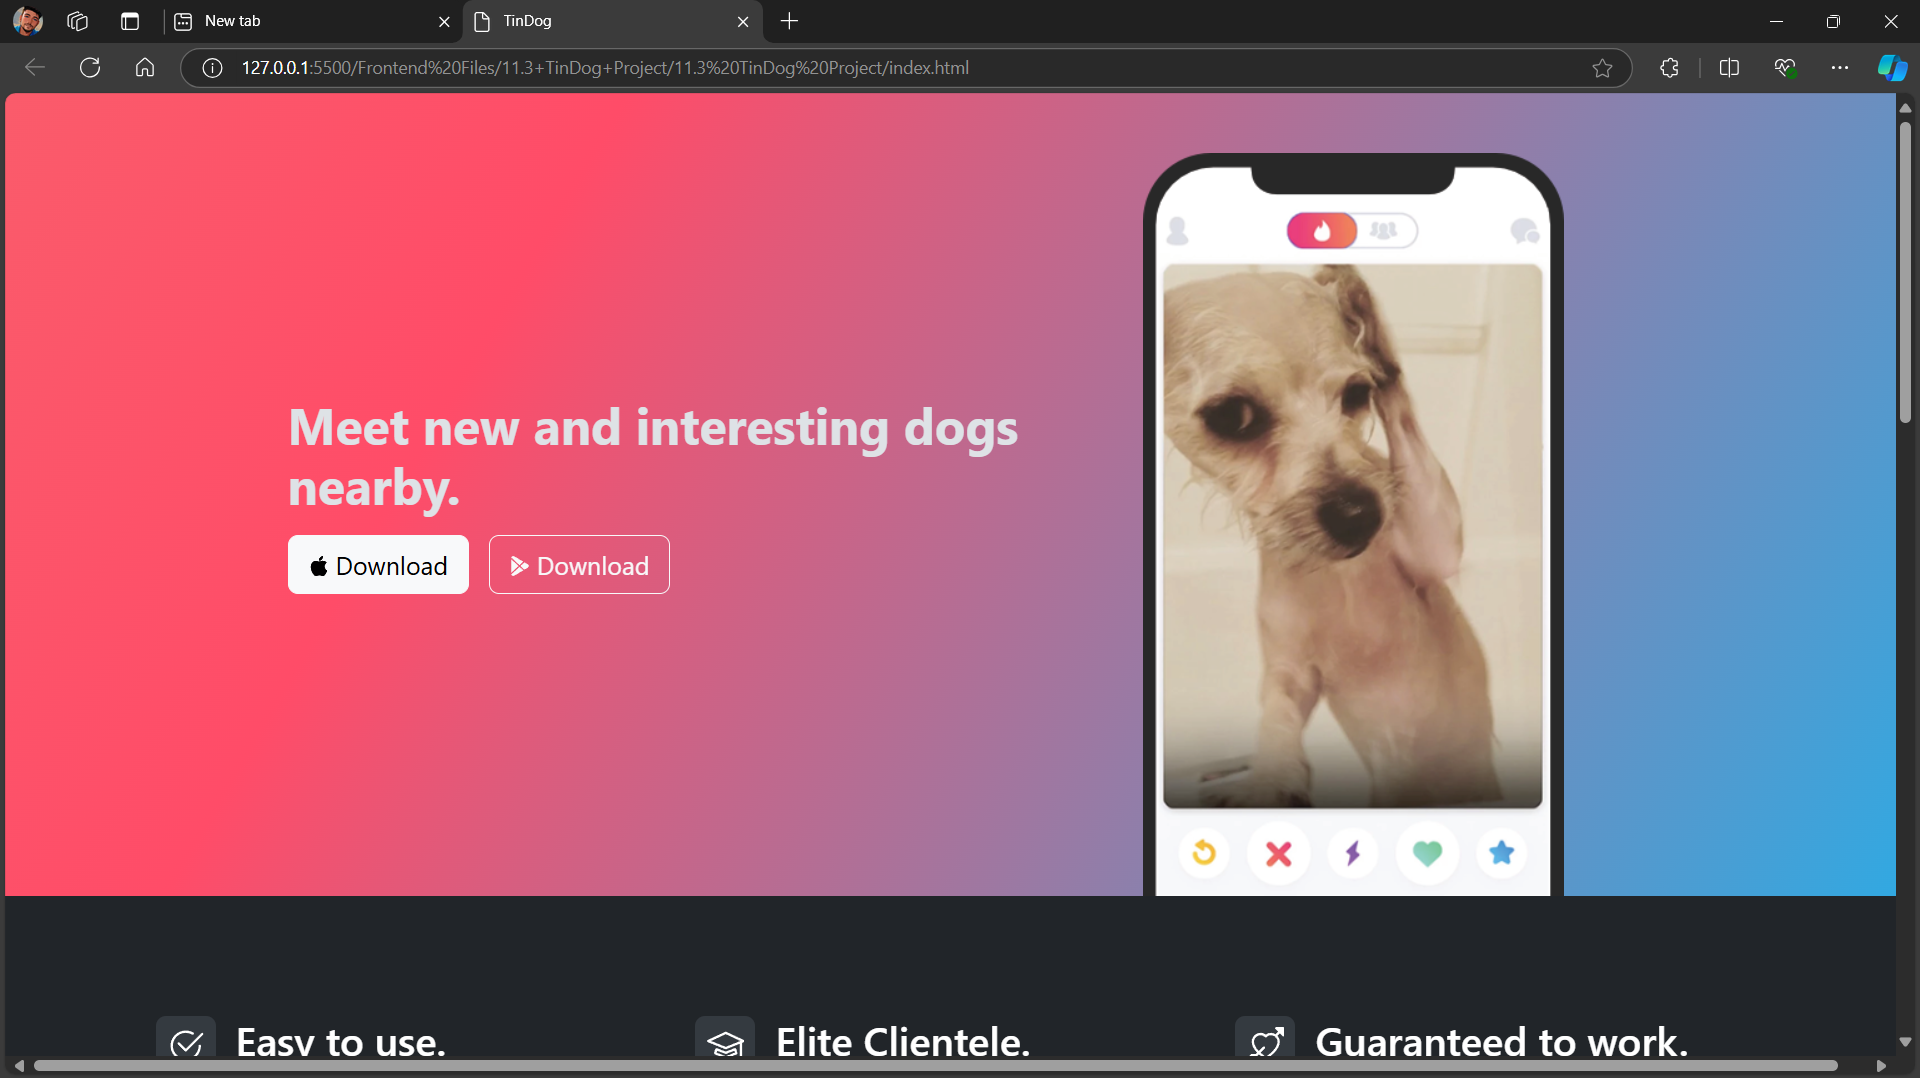 New tab
TinDog
127.0.0.1:5500/Frontend%20Files/11.3+TinDog+Project/11.3%20TinDog%20Project/index.html
Meet new and interesting dogs
nearby.
Download
Download
Easy to use.
Elite Clientele.
Guaranteed to work.